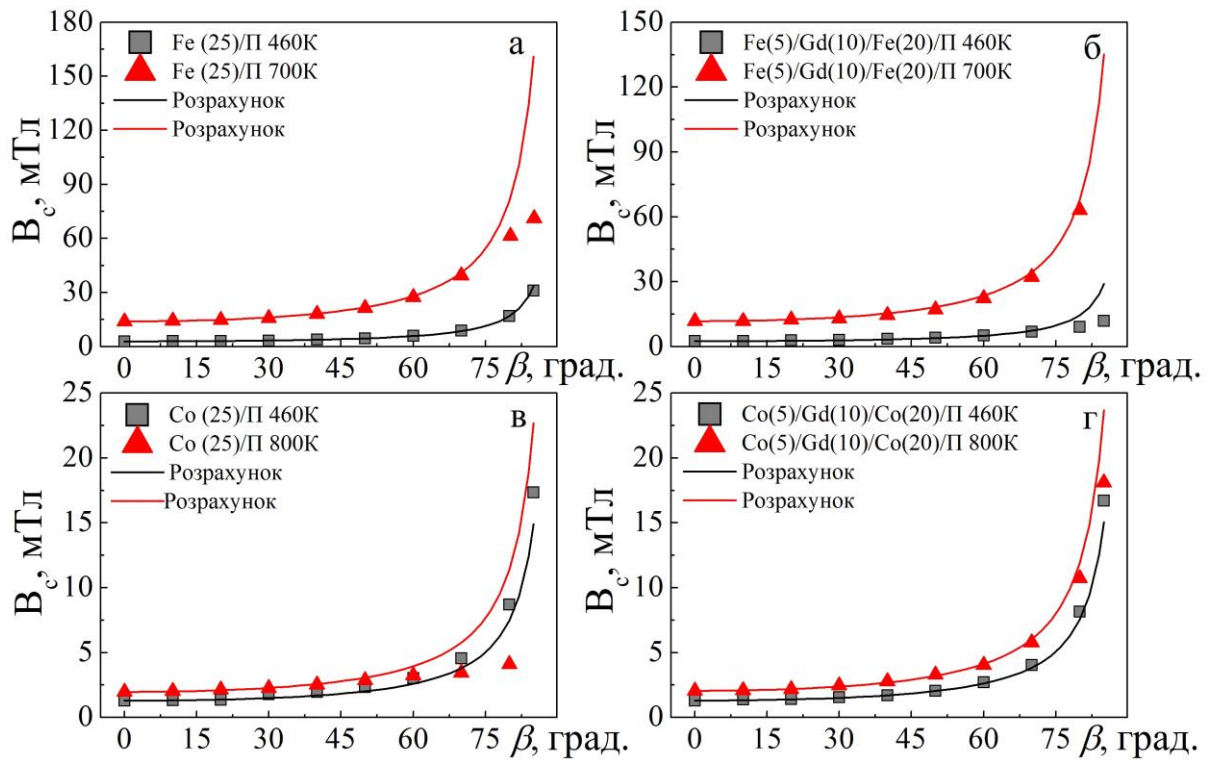 180
150
120
90
60
30
0
B_c, мТл
Fe (25)/П 460К
Fe (25)/П 700К
Розрахунок
Розрахунок
а
0 15 30 45 60 75 β, град.
150
120
90
60
30
0
B_c, мТл
Fe(5)/Gd(10)/Fe(20)/П 460К
Fe(5)/Gd(10)/Fe(20)/П 700К
Розрахунок
Розрахунок
б
0 15 30 45 60 75 β, град.
25
20
15
10
5
0
B_c, мТл
Co (25)/П 460К
Co (25)/П 800К
Розрахунок
Розрахунок
в
0 15 30 45 60 75 β, град.
25
20
15
10
5
0
B_c, мТл
Co(5)/Gd(10)/Co(20)/П 460К
Co(5)/Gd(10)/Co(20)/П 800К
Розрахунок
Розрахунок
г
0 15 30 45 60 75 β, град.